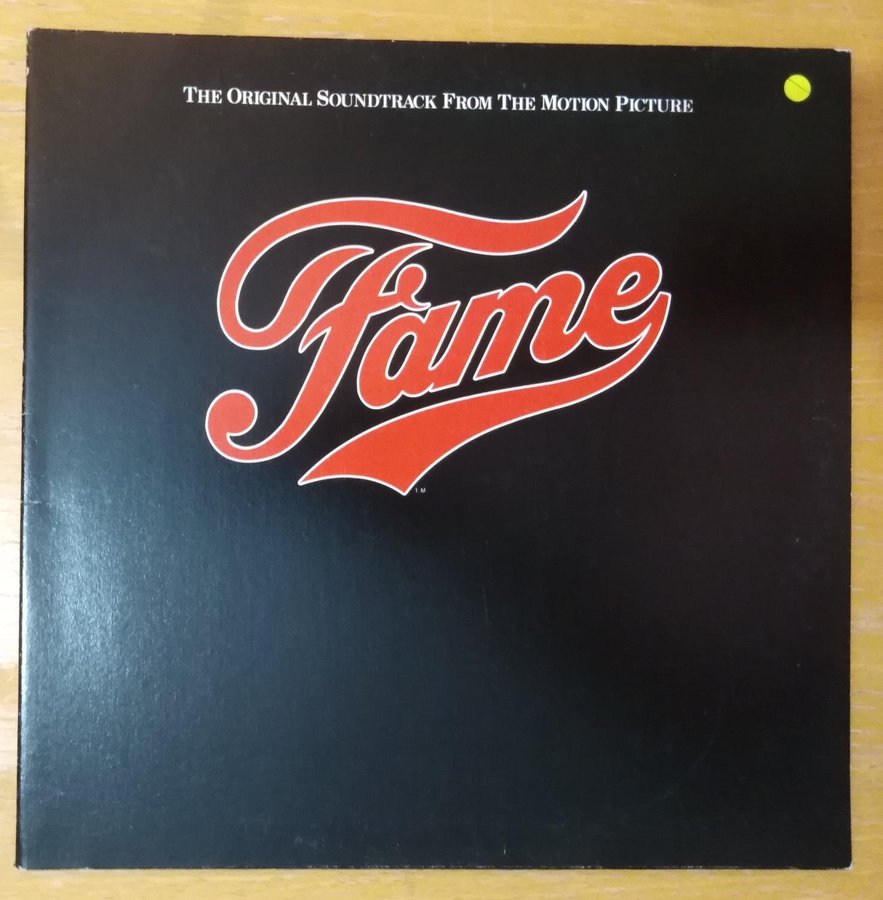 THE ORIGINAL SOUNDTRACK FROM THE MOTION PICTURE
Fame
TM